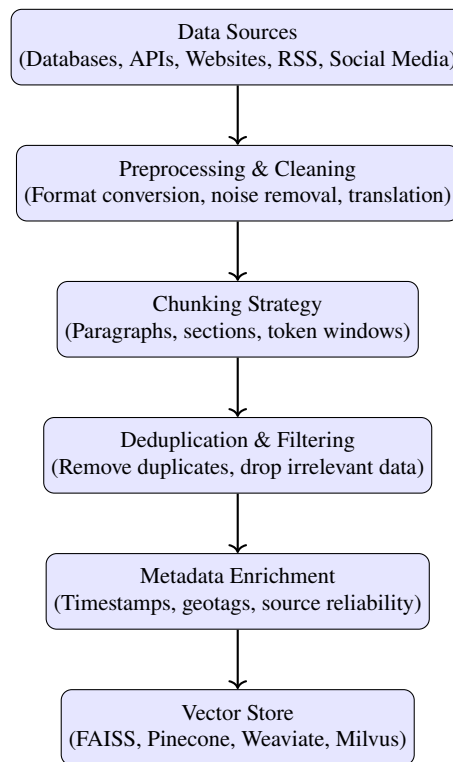 Data Sources
(Databases, APIs, Websites, RSS, Social Media)
Preprocessing & Cleaning
(Format conversion, noise removal, translation)
Chunking Strategy
(Paragraphs, sections, token windows)
Deduplication & Filtering
(Remove duplicates, drop irrelevant data)
Metadata Enrichment
(Timestamps, geotags, source reliability)
Vector Store
(FAISS, Pinecone, Weaviate, Milvus)